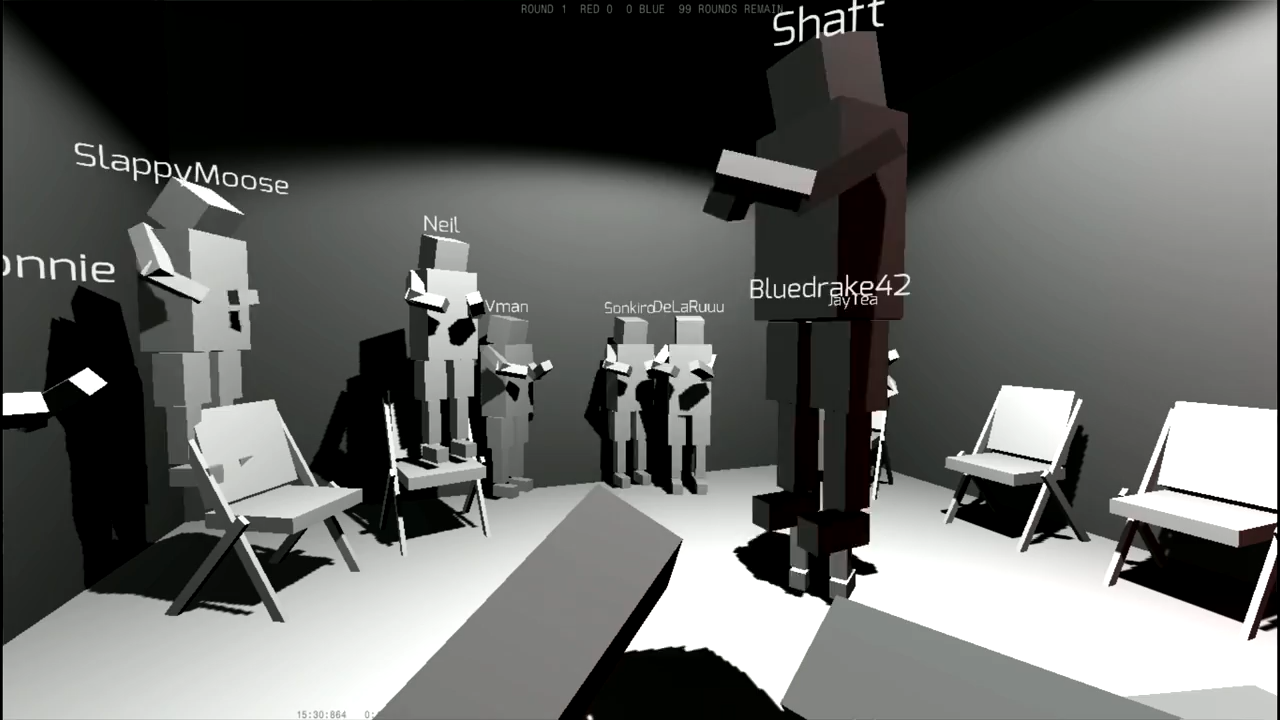 ROUND 1 RED 0 0 BLUE 99 ROUNDS REMAIN
Shaft
SlappyMoose
Neil
onnie
Vman
Sonkiro
DeLaRuuu
Bluedrake42
JayTea
15:30:864 0: